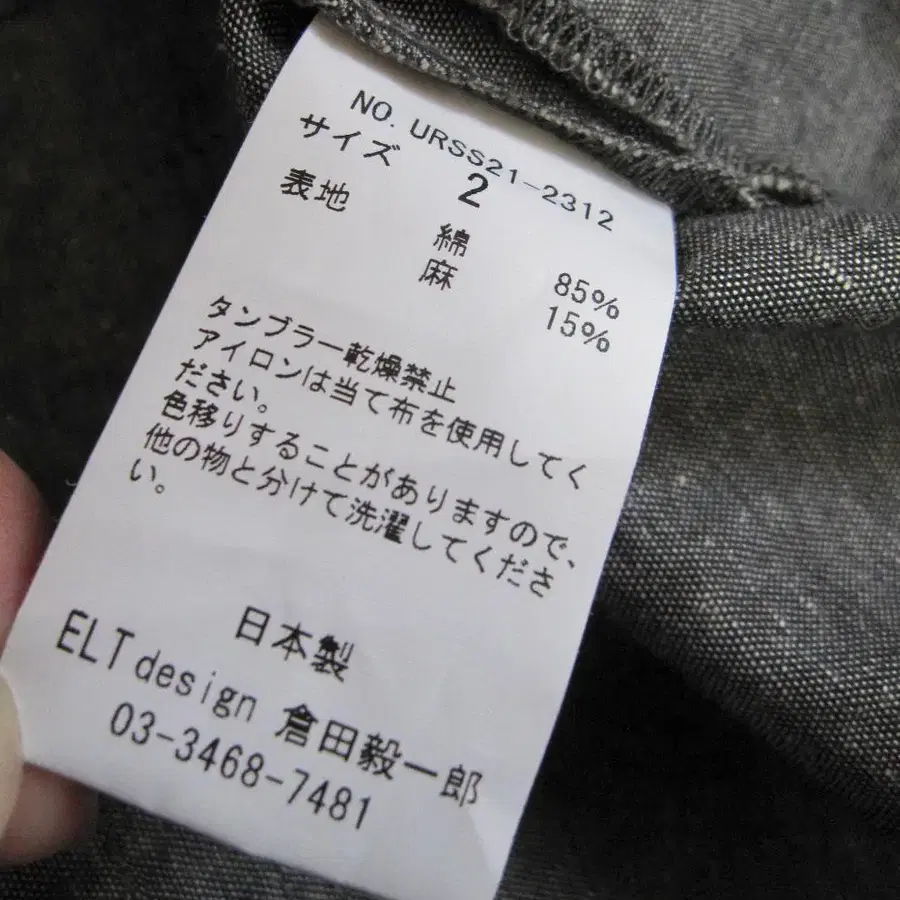 NO. URSS21-2312
サイズ 2
表地
綿 85%
麻 15%
タンブラー乾燥禁止
アイロンは当て布を使用してく
ださい。
色移りすることがありますので、
他の物と分けて洗濯してくださ
い。
日本製
ELT design 倉田毅一郎
03-3468-7481